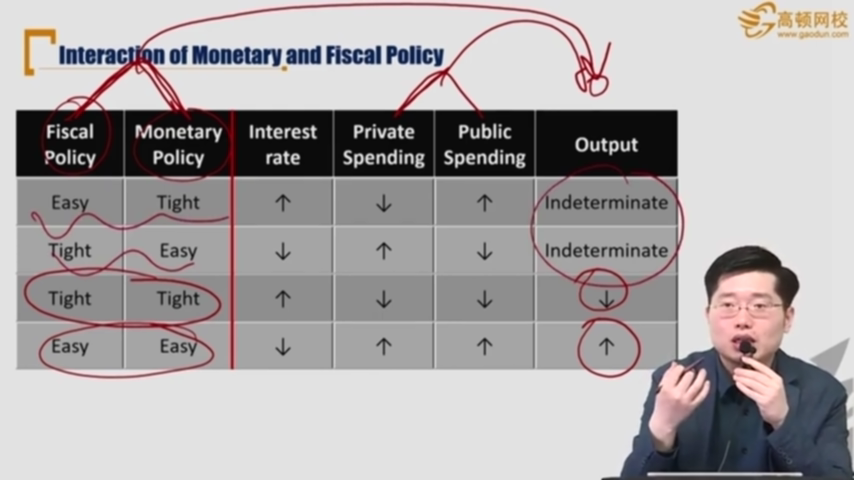 高顿网校
www.gaodun.com
Interaction of Monetary and Fiscal Policy
Fiscal Policy Monetary Policy Interest rate Private Spending Public Spending Output
Easy Tight ↑ ↓ ↑ Indeterminate
Tight Easy ↓ ↑ ↓ Indeterminate
Tight Tight ↑ ↓ ↓ ↓
Easy Easy ↓ ↑ ↑ ↑